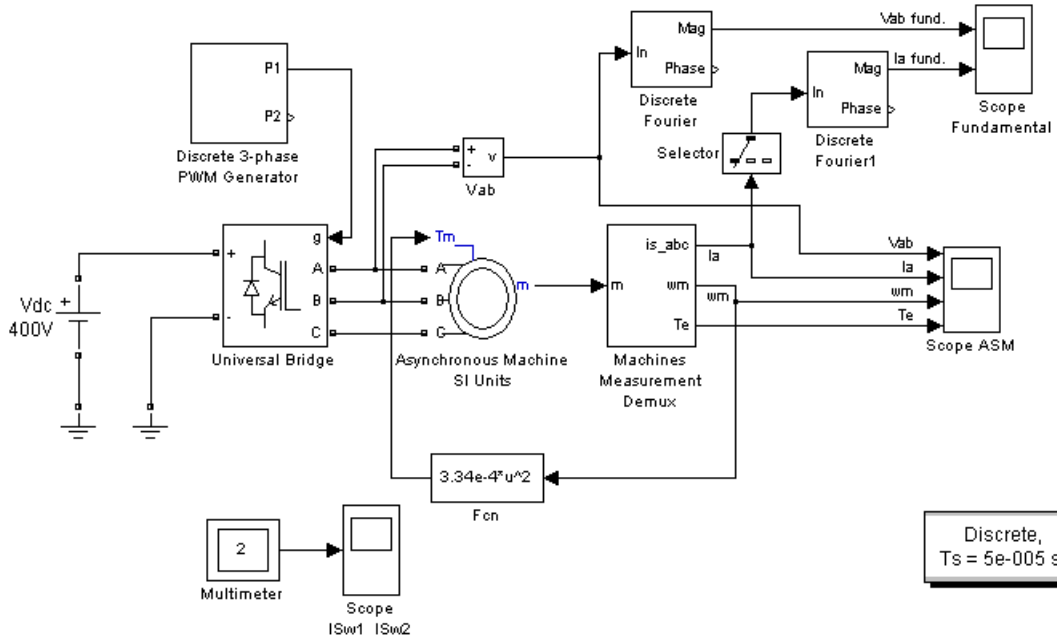 Vab fund.
Mag
In
Phase
Discrete
Fourier
Ia fund.
Mag
In
Phase
Discrete
Fourier1
Scope
Fundamental
P1
P2
Discrete 3-phase
PWM Generator
+
-
v
Vab
Selector
g
+
-
A
B
C
Universal Bridge
Vdc
400V
+
Tm
A
B
C
m
Asynchronous Machine
SI Units
m
is_abc
wm
Te
Machines
Measurement
Demux
Ia
wm
Vab
Ia
wm
Te
Scope ASM
3.34e-4*u^2
Fcn
2
Multimeter
Scope
ISw1 ISw2
Discrete,
Ts = 5e-005 s